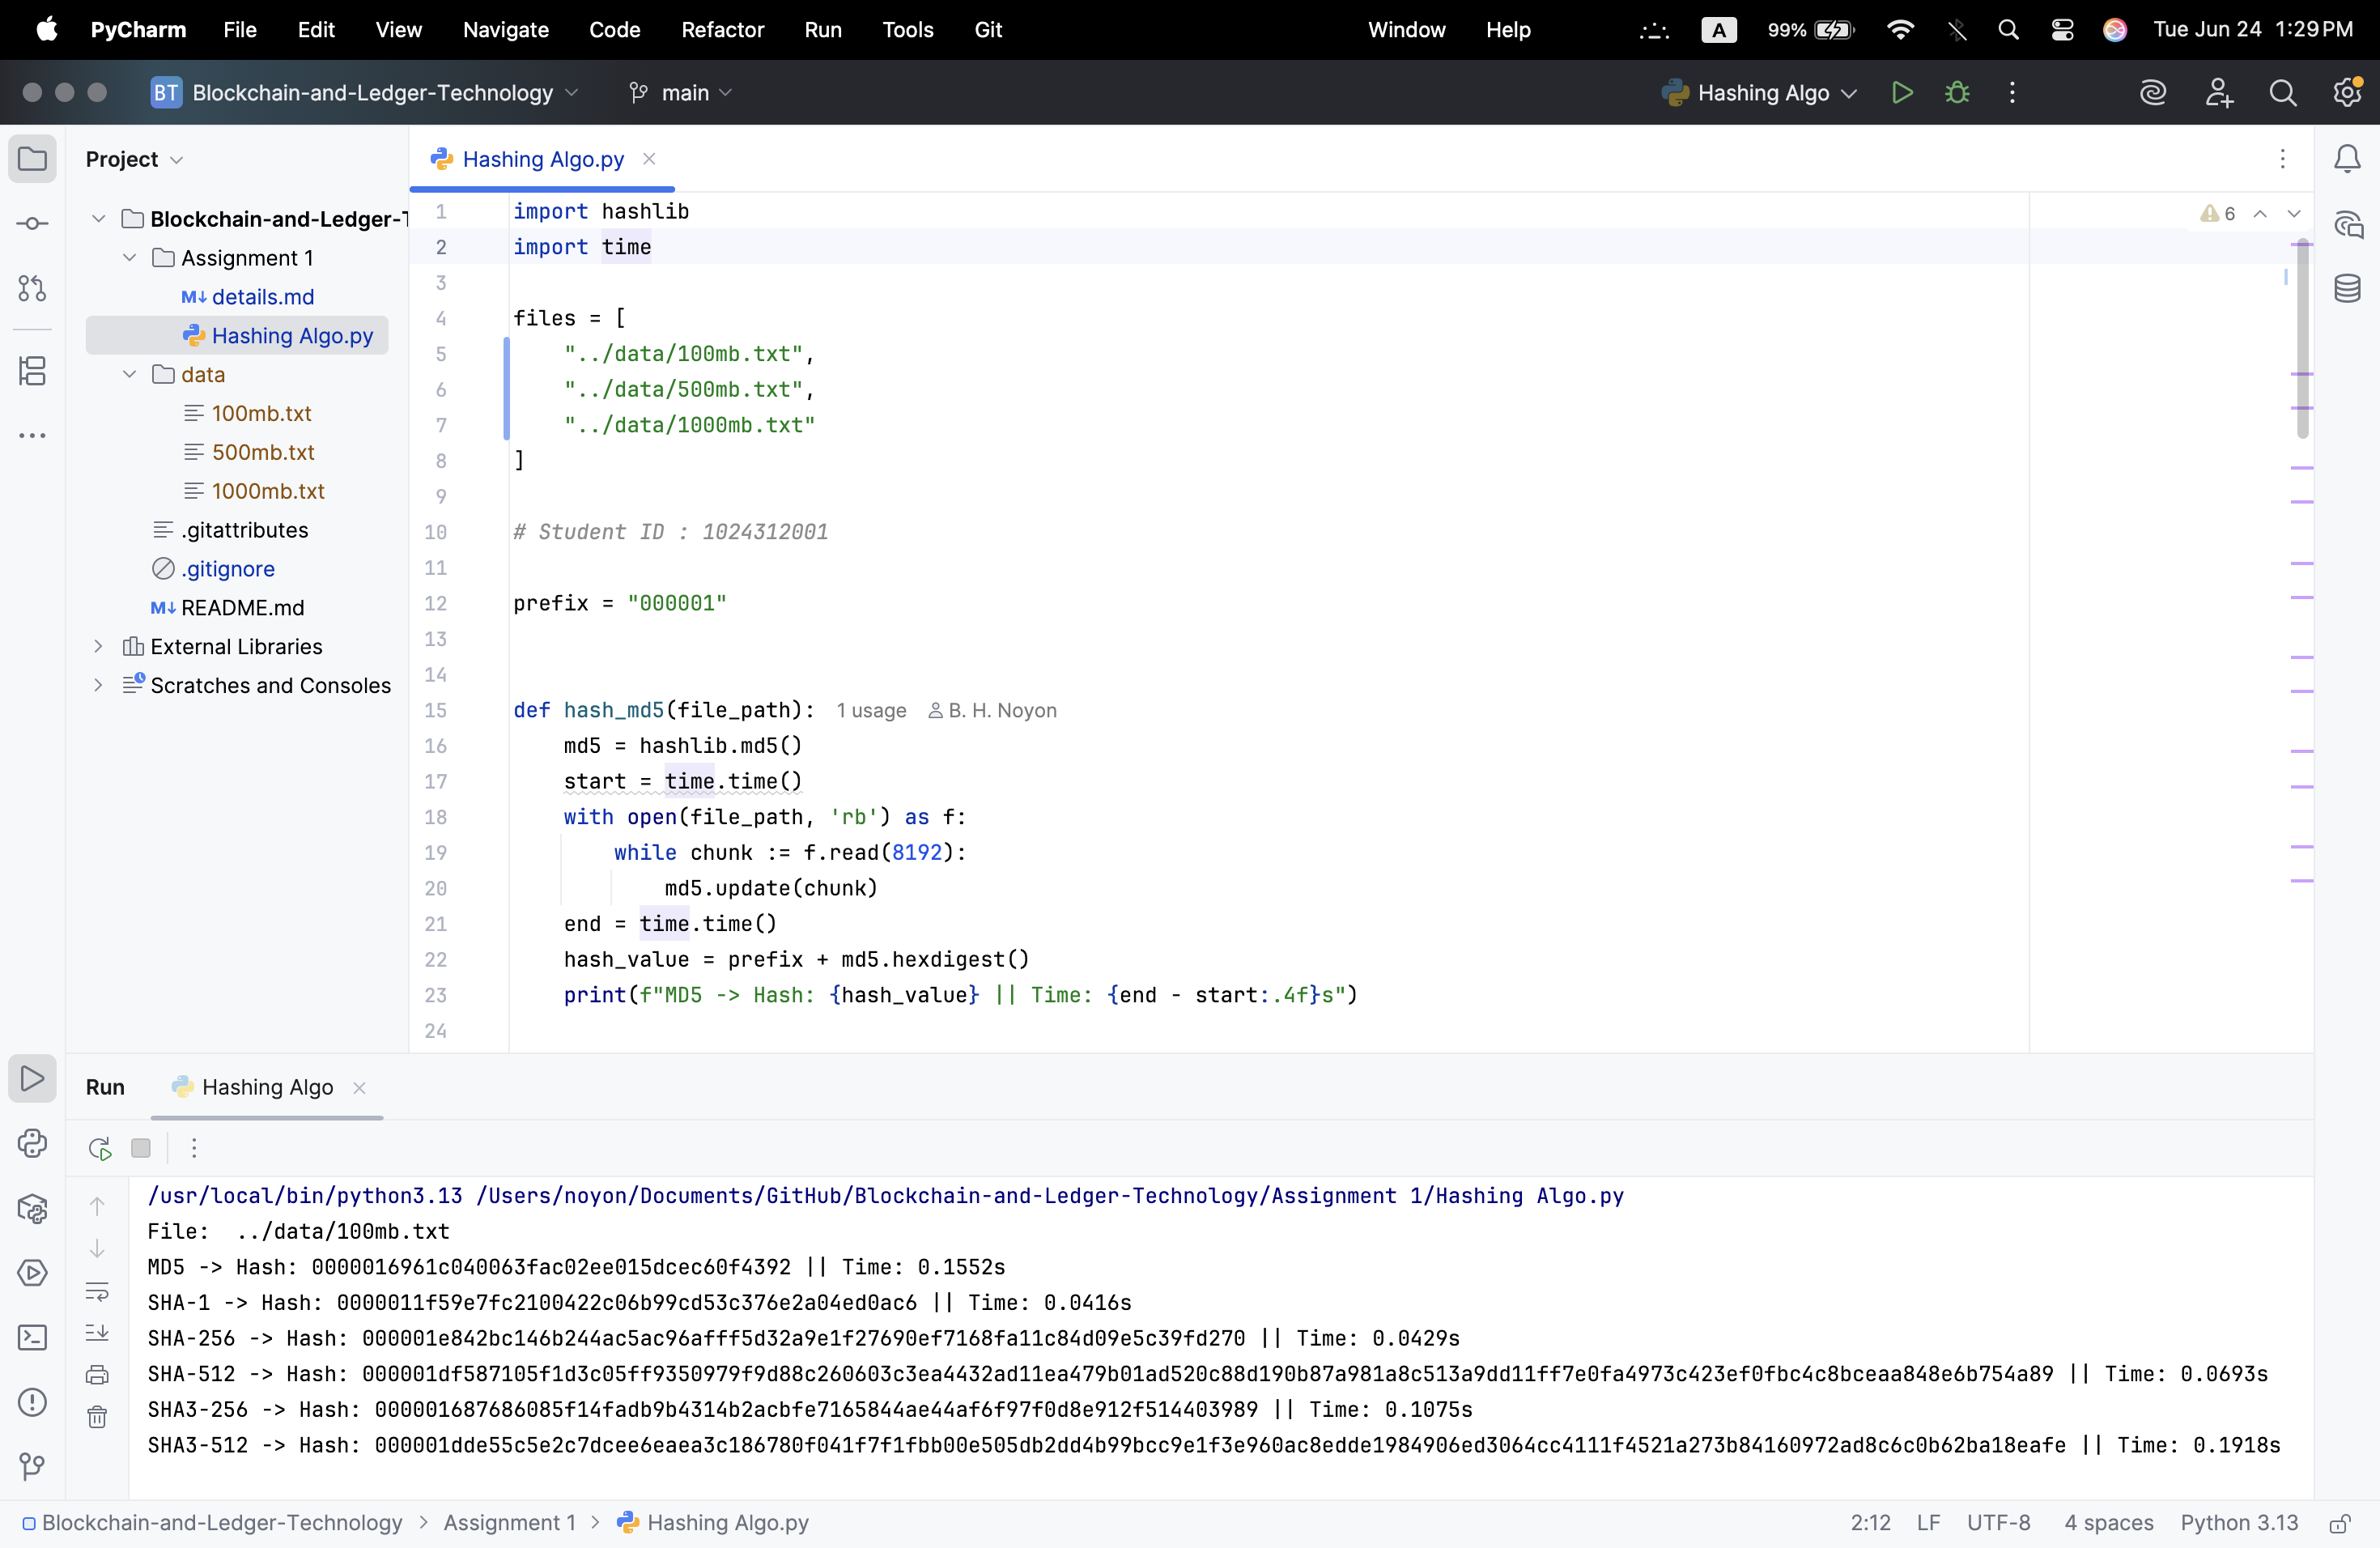 PyCharm File Edit View Navigate Code Refactor Run Tools Git Window Help A 99% Tue Jun 24 1:29 PM
BT Blockchain-and-Ledger-Technology main Hashing Algo
Project
Hashing Algo.py
6
Blockchain-and-Ledger-T
Assignment 1
M↓ details.md
Hashing Algo.py
data
100mb.txt
500mb.txt
1000mb.txt
.gitattributes
.gitignore
M↓ README.md
External Libraries
Scratches and Consoles
1 import hashlib
2 import time
3
4 files = [
5 "../data/100mb.txt",
6 "../data/500mb.txt",
7 "../data/1000mb.txt"
8 ]
9
10 # Student ID : 1024312001
11
12 prefix = "000001"
13
14
15 def hash_md5(file_path): 1 usage B. H. Noyon
16 md5 = hashlib.md5()
17 start = time.time()
18 with open(file_path, 'rb') as f:
19 while chunk := f.read(8192):
20 md5.update(chunk)
21 end = time.time()
22 hash_value = prefix + md5.hexdigest()
23 print(f"MD5 -> Hash: {hash_value} || Time: {end - start:.4f}s")
24
Run Hashing Algo
/usr/local/bin/python3.13 /Users/noyon/Documents/GitHub/Blockchain-and-Ledger-Technology/Assignment 1/Hashing Algo.py
File: ../data/100mb.txt
MD5 -> Hash: 0000016961c040063fac02ee015dcec60f4392 || Time: 0.1552s
SHA-1 -> Hash: 0000011f59e7fc2100422c06b99cd53c376e2a04ed0ac6 || Time: 0.0416s
SHA-256 -> Hash: 000001e842bc146b244ac5ac96afff5d32a9e1f27690ef7168fa11c84d09e5c39fd270 || Time: 0.0429s
SHA-512 -> Hash: 000001df587105f1d3c05ff9350979f9d88c260603c3ea4432ad11ea479b01ad520c88d190b87a981a8c513a9dd11ff7e0fa4973c423ef0fbc4c8bceaa848e6b754a89 || Time: 0.0693s
SHA3-256 -> Hash: 000001687686085f14fadb9b4314b2acbfe7165844ae44af6f97f0d8e912f514403989 || Time: 0.1075s
SHA3-512 -> Hash: 000001dde55c5e2c7dcee6eaea3c186780f041f7f1fbb00e505db2dd4b99bcc9e1f3e960ac8edde1984906ed3064cc4111f4521a273b84160972ad8c6c0b62ba18eafe || Time: 0.1918s
Blockchain-and-Ledger-Technology > Assignment 1 > Hashing Algo.py 2:12 LF UTF-8 4 spaces Python 3.13